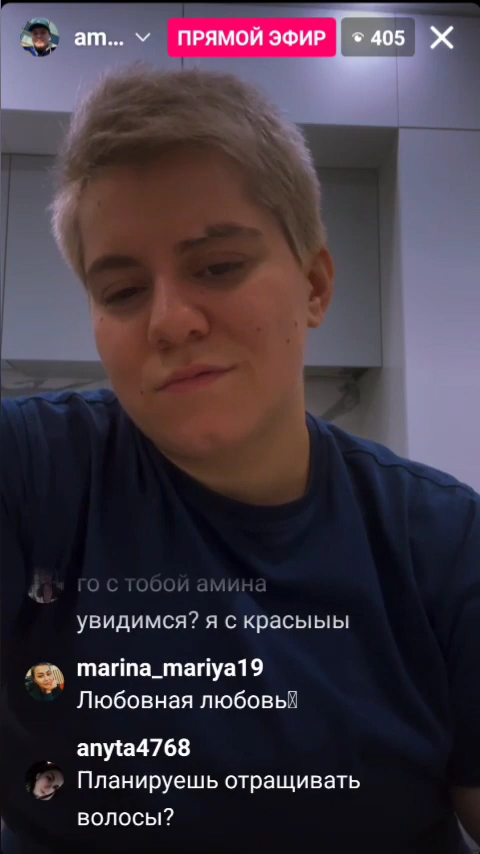 am...
ПРЯМОЙ ЭФИР
405
го с тобой амина
увидимся? я с красыыы
marina_mariya19
Любовная любовь
anyta4768
Планируешь отращивать
волосы?